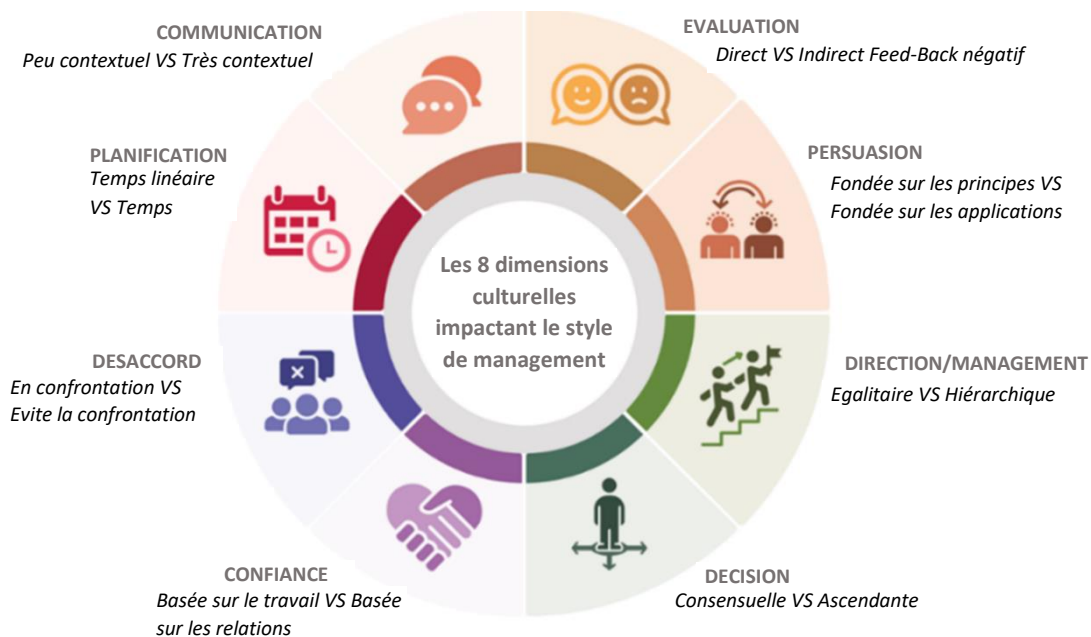 COMMUNICATION
Peu contextuel VS Très contextuel
EVALUATION
Direct VS Indirect Feed-Back négatif
PLANIFICATION
Temps linéaire
VS Temps
PERSUASION
Fondée sur les principes VS
Fondée sur les applications
Les 8 dimensions
culturelles
impactant le style
de management
DESACCORD
En confrontation VS
Evite la confrontation
DIRECTION/MANAGEMENT
Egalitaire VS Hiérarchique
CONFIANCE
Basée sur le travail VS Basée
sur les relations
DECISION
Consensuelle VS Ascendante